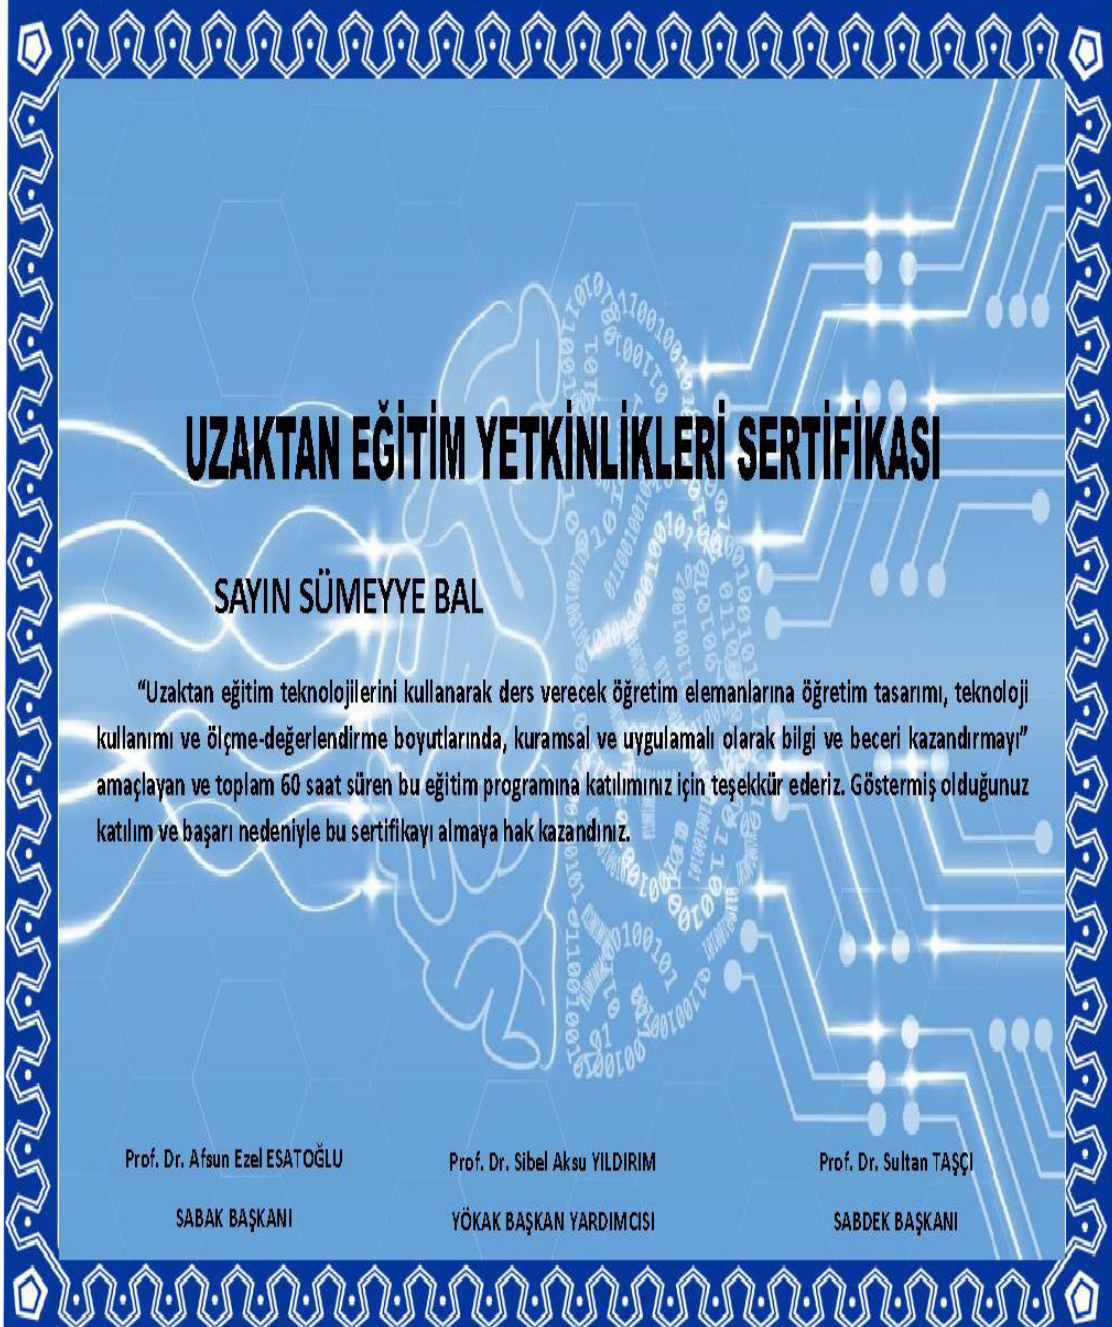 UZAKTAN EĞİTİM YETKİNLİKLERİ SERTİFİKASI
SAYIN SÜMEYYE BAL
“Uzaktan eğitim teknolojilerini kullanarak ders verecek öğretim elemanlarına öğretim tasarımı, teknoloji
kullanımı ve ölçme-değerlendirme boyutlarında, kuramsal ve uygulamalı olarak bilgi ve beceri kazandırmayı”
amaçlayan ve toplam 60 saat süren bu eğitim programına katılımınız için teşekkür ederiz. Göstermiş olduğunuz
katılım ve başarı nedeniyle bu sertifikayı almaya hak kazandınız.
Prof. Dr. Afsun Ezel ESATOĞLU
SABAK BAŞKANI
Prof. Dr. Sibel Aksu YILDIRIM
YÖKAK BAŞKAN YARDIMCISI
Prof. Dr. Sultan TAŞÇI
SABDEK BAŞKANI